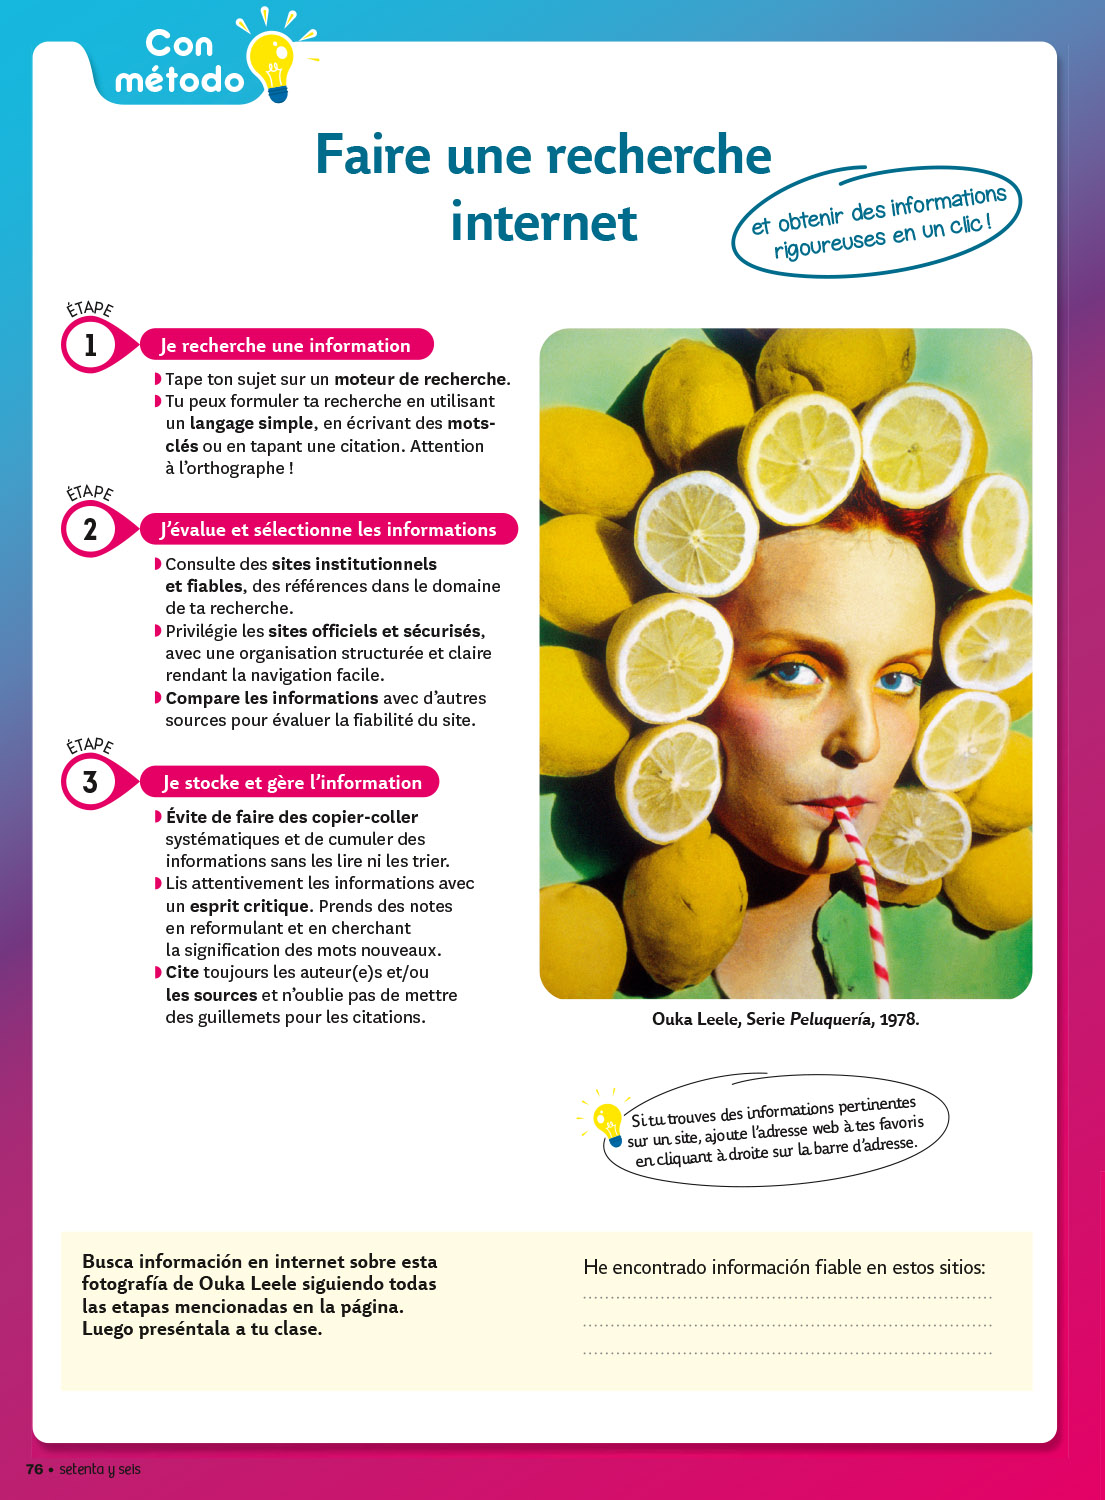 Con
método
Faire une recherche
internet
et obtenir des informations
rigoureuses en un clic !
ÉTAPE
1
Je recherche une information
Tape ton sujet sur un moteur de recherche.
Tu peux formuler ta recherche en utilisant
un langage simple, en écrivant des mots-
clés ou en tapant une citation. Attention
à l'orthographe !
ÉTAPE
2
J'évalue et sélectionne les informations
Consulte des sites institutionnels
et fiables, des références dans le domaine
de ta recherche.
Privilégie les sites officiels et sécurisés,
avec une organisation structurée et claire
rendant la navigation facile.
Compare les informations avec d'autres
sources pour évaluer la fiabilité du site.
ÉTAPE
3
Je stocke et gère l'information
Évite de faire des copier-coller
systématiques et de cumuler des
informations sans les lire ni les trier.
Lis attentivement les informations avec
un esprit critique. Prends des notes
en reformulant et en cherchant
la signification des mots nouveaux.
Cite toujours les auteur(e)s et/ou
les sources et n'oublie pas de mettre
des guillemets pour les citations.
Ouka Leele, Serie Peluquería, 1978.
Si tu trouves des informations pertinentes
sur un site, ajoute l'adresse web à tes favoris
en cliquant à droite sur la barre d'adresse.
Busca información en internet sobre esta
fotografía de Ouka Leele siguiendo todas
las etapas mencionadas en la página.
Luego preséntala a tu clase.
He encontrado información fiable en estos sitios:
76 • setenta y seis